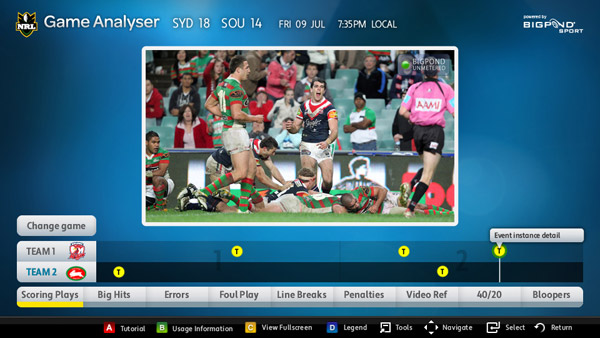 NRL
Game Analyser SYD 18 SOU 14 FRI 09 JUL 7:35PM LOCAL
powered by
BIGPOND
SPORT
BIGPOND
UNMETERED
AAMI
Change game
Event instance detail
TEAM 1 T T T
1 2
TEAM 2 T T
Scoring Plays Big Hits Errors Foul Play Line Breaks Penalties Video Ref 40/20 Bloopers
A Tutorial B Usage Information C View Fullscreen D Legend Tools Navigate Select Return